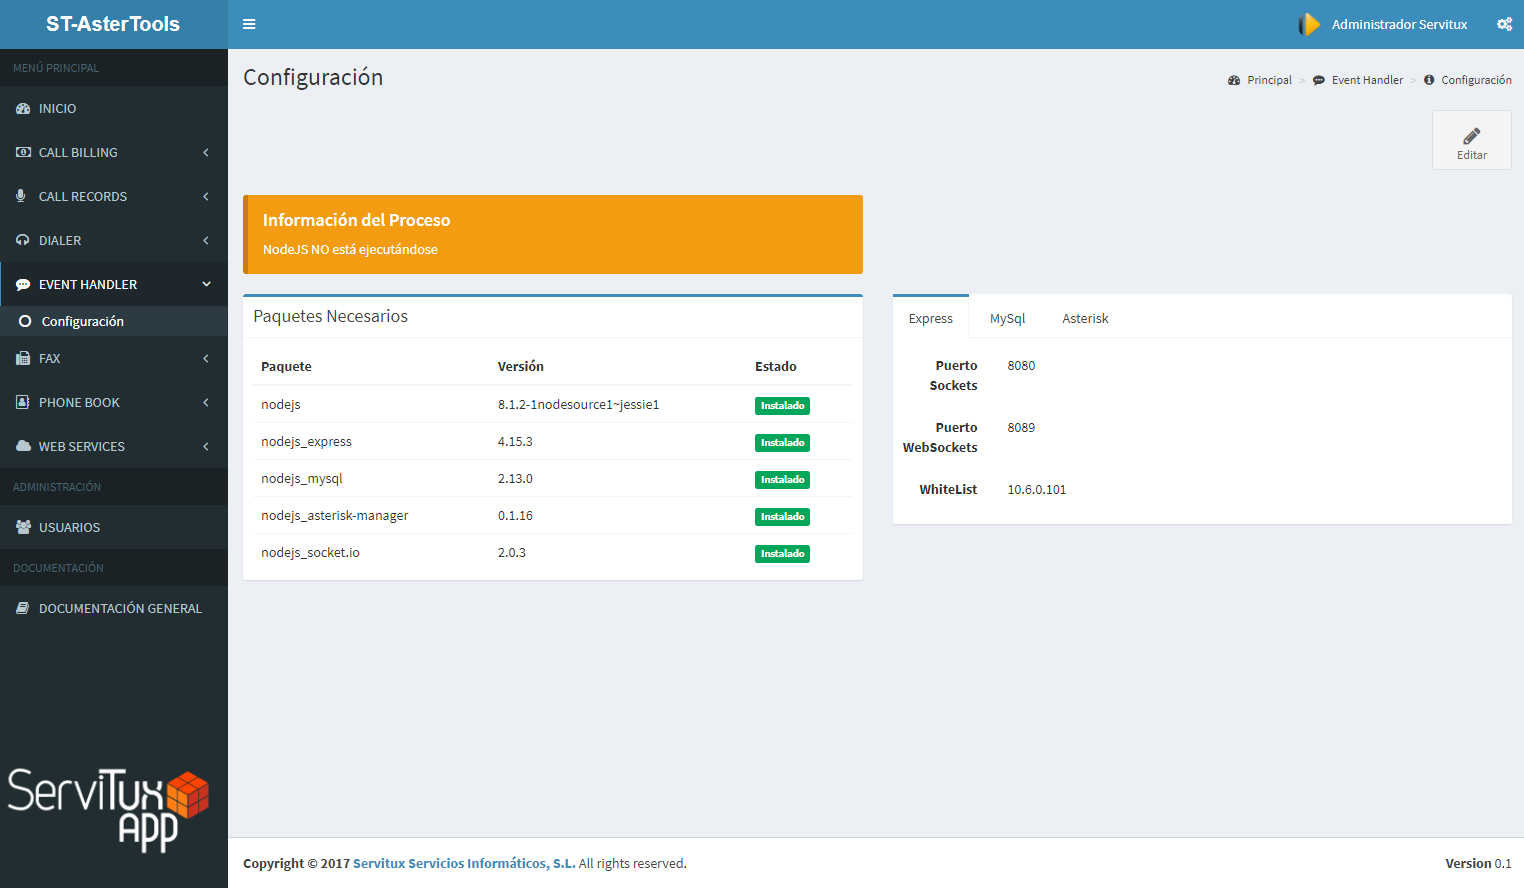 ST-AsterTools
Administrador Servitux
MENÚ PRINCIPAL
INICIO
CALL BILLING
CALL RECORDS
DIALER
EVENT HANDLER
Configuración
FAX
PHONE BOOK
WEB SERVICES
ADMINISTRACIÓN
USUARIOS
DOCUMENTACIÓN
DOCUMENTACIÓN GENERAL
ServiTux
APP
Configuración
Principal > Event Handler > Configuración
Editar
Información del Proceso
NodeJS NO está ejecutándose
Paquetes Necesarios
Paquete Versión Estado
nodejs 8.1.2-1nodesource1~jessie1 Instalado
nodejs_express 4.15.3 Instalado
nodejs_mysql 2.13.0 Instalado
nodejs_asterisk-manager 0.1.16 Instalado
nodejs_socket.io 2.0.3 Instalado
Express MySql Asterisk
Puerto 8080
Sockets
Puerto 8089
WebSockets
WhiteList 10.6.0.101
Copyright © 2017 Servitux Servicios Informáticos, S.L. All rights reserved.
Version 0.1